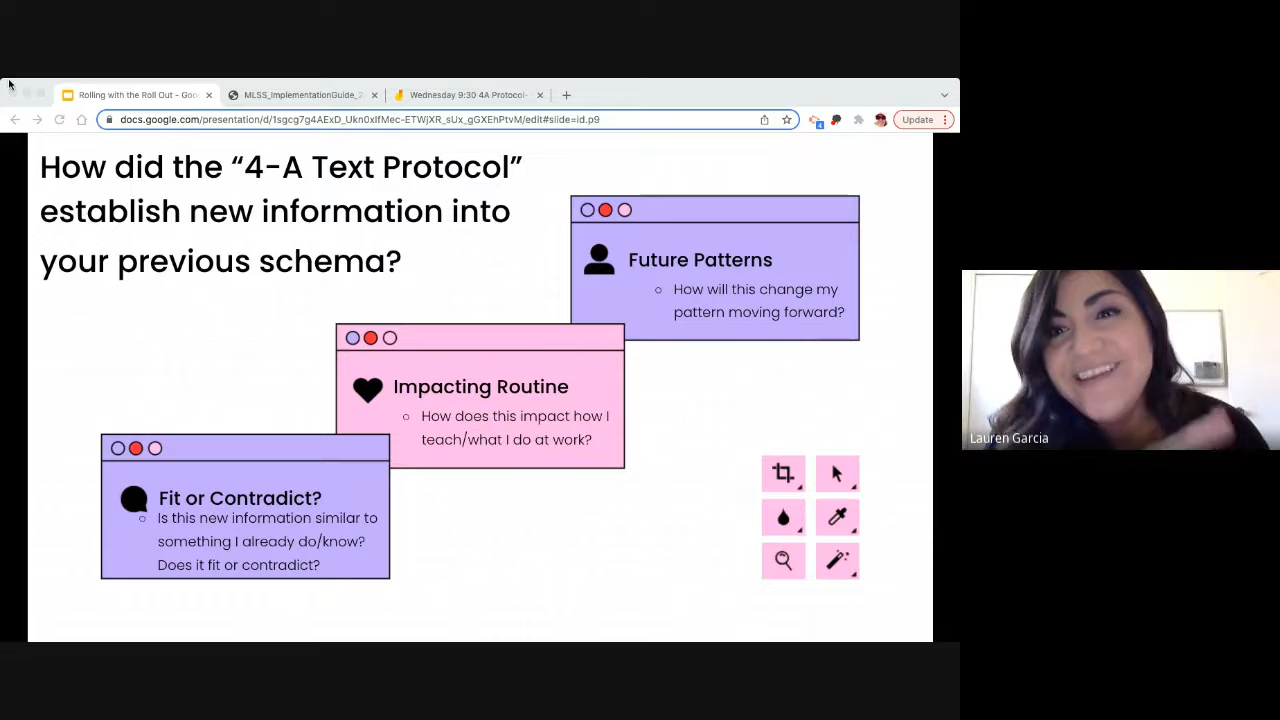 Rolling with the Roll Out - Goo
MLSS_ImplementationGuide_2
Wednesday 9:30 4A Protocol-
docs.google.com/presentation/d/1sgcg7g4AExD_Ukn0xIfMec-ETWjXR_sUx_gGXEhPtvM/edit#slide=id.p9
Update
How did the “4-A Text Protocol”
establish new information into
your previous schema?
Future Patterns
How will this change my
pattern moving forward?
Impacting Routine
How does this impact how I
teach/what I do at work?
Fit or Contradict?
Is this new information similar to
something I already do/know?
Does it fit or contradict?
Lauren Garcia